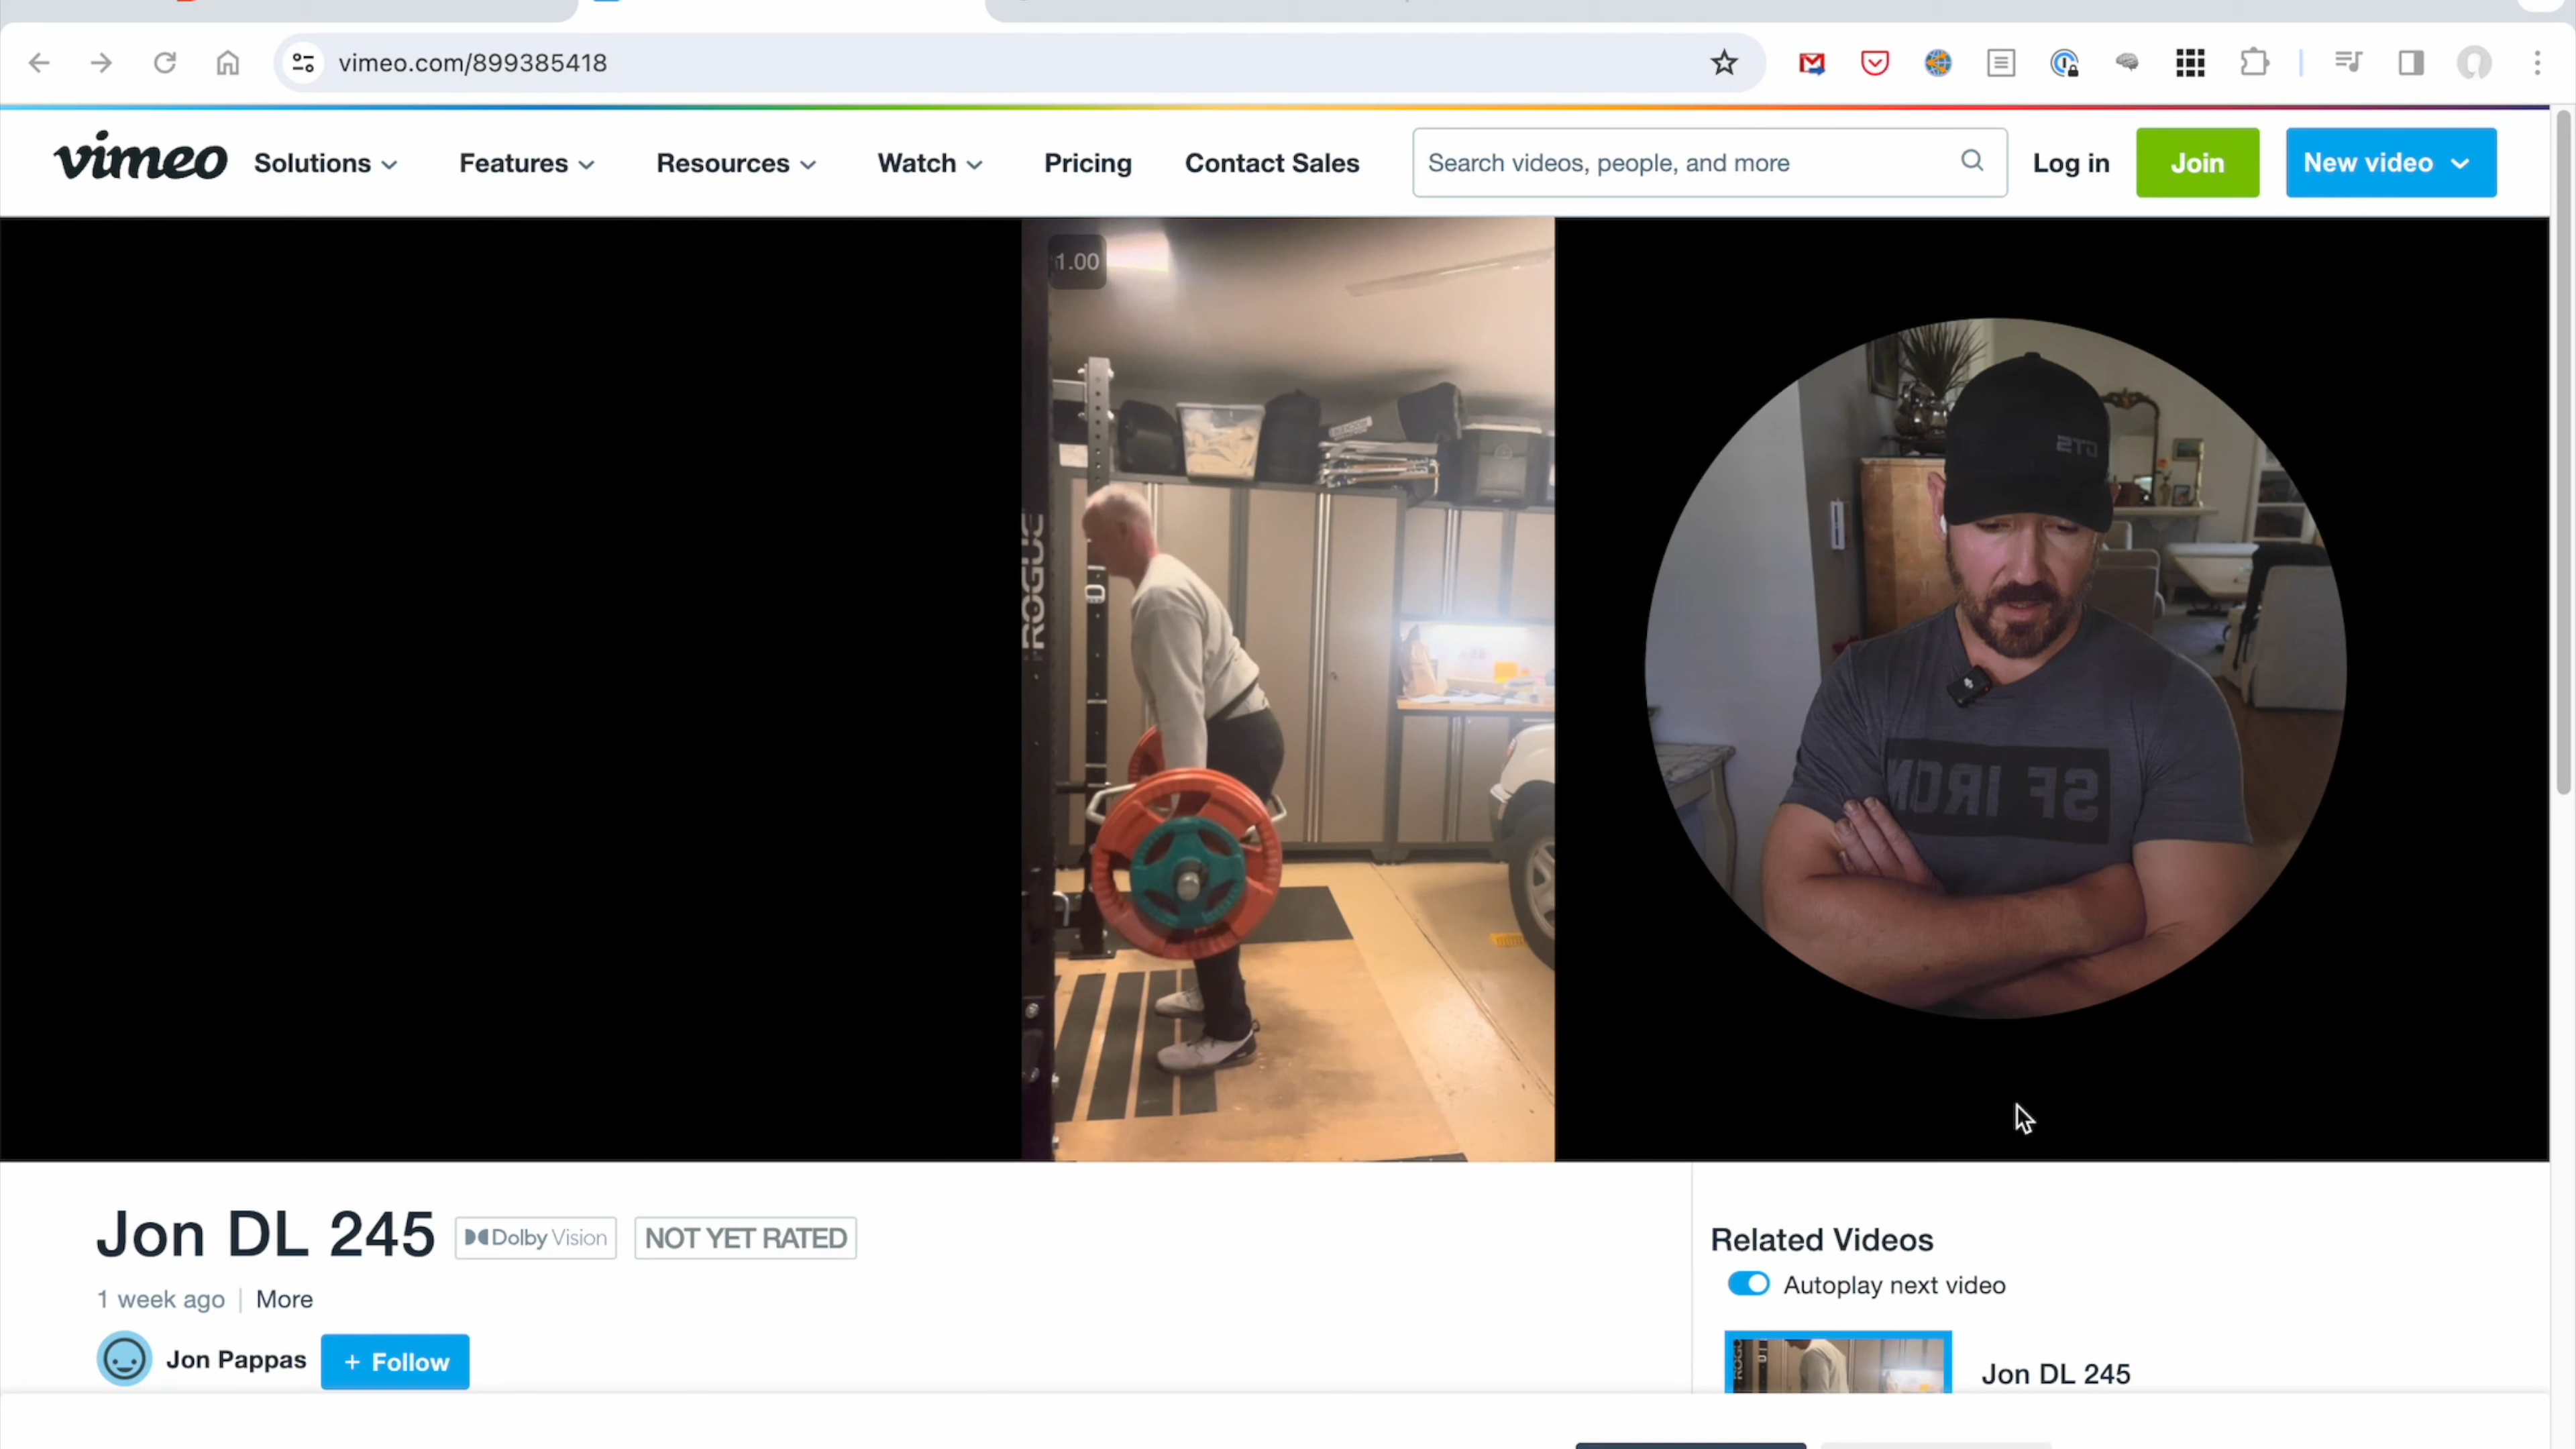 vimeo.com/899385418
vimeo
Solutions
Features
Resources
Watch
Pricing
Contact Sales
Search videos, people, and more
Log in
Join
New video
1.00
ROGUE
GTS
SF IRON
Jon DL 245
Dolby Vision
NOT YET RATED
1 week ago
More
Jon Pappas
+ Follow
Related Videos
Autoplay next video
Jon DL 245